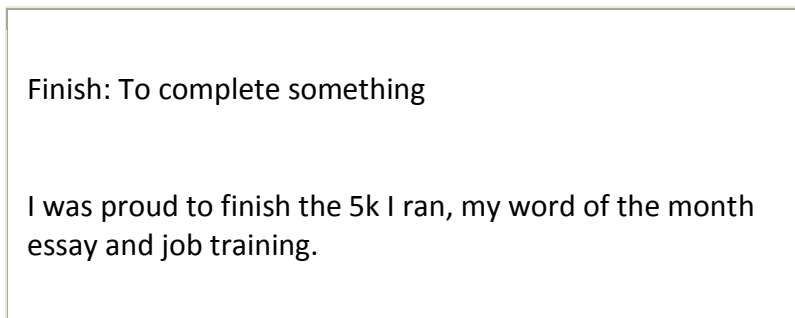 Finish: To complete something
I was proud to finish the 5k I ran, my word of the month
essay and job training.